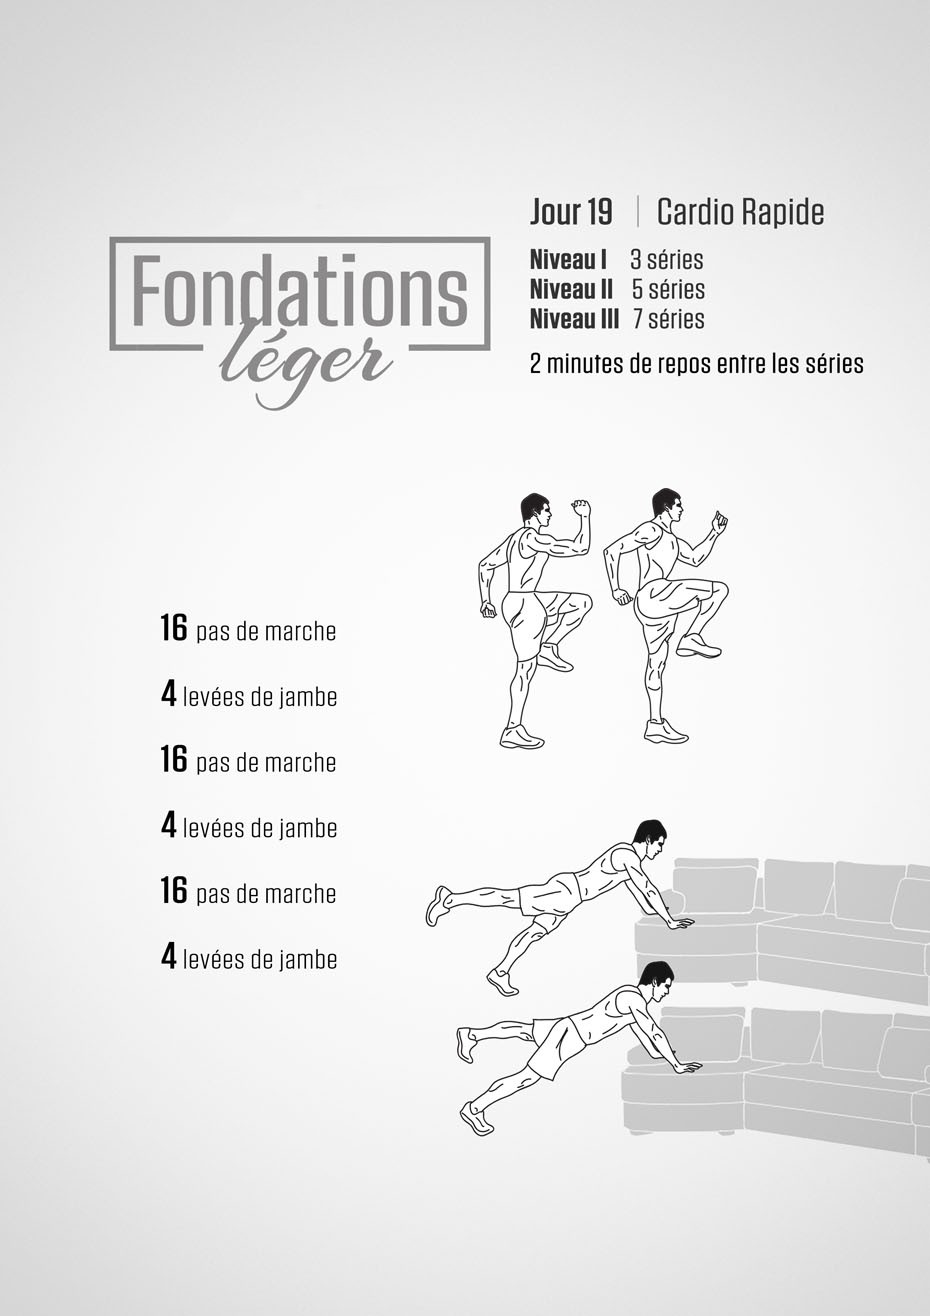 Fondations
léger
Jour 19 | Cardio Rapide
Niveau I 3 séries
Niveau II 5 séries
Niveau III 7 séries
2 minutes de repos entre les séries
16 pas de marche
4 levées de jambe
16 pas de marche
4 levées de jambe
16 pas de marche
4 levées de jambe